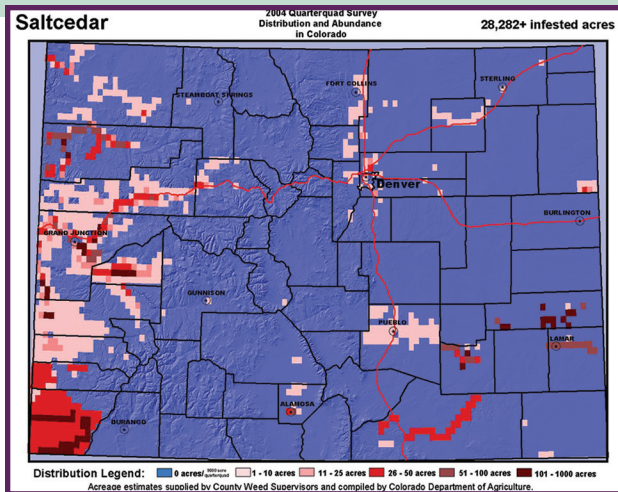 Saltcedar
2004 Quarterquad Survey
Distribution and Abundance
in Colorado
28,282+ infested acres
STEAMBOAT SPRINGS
FORT COLLINS
STERLING
Denver
BURLINGTON
GRAND JUNCTION
GUNNISON
PUEBLO
LAMAR
ALAMOSA
DURANGO
Distribution Legend: 0 acres/ quarterquad 1 - 10 acres 11 - 25 acres 26 - 50 acres 51 - 100 acres 101 - 1000 acres
Acreage estimates supplied by County Weed Supervisors and compiled by Colorado Department of Agriculture.